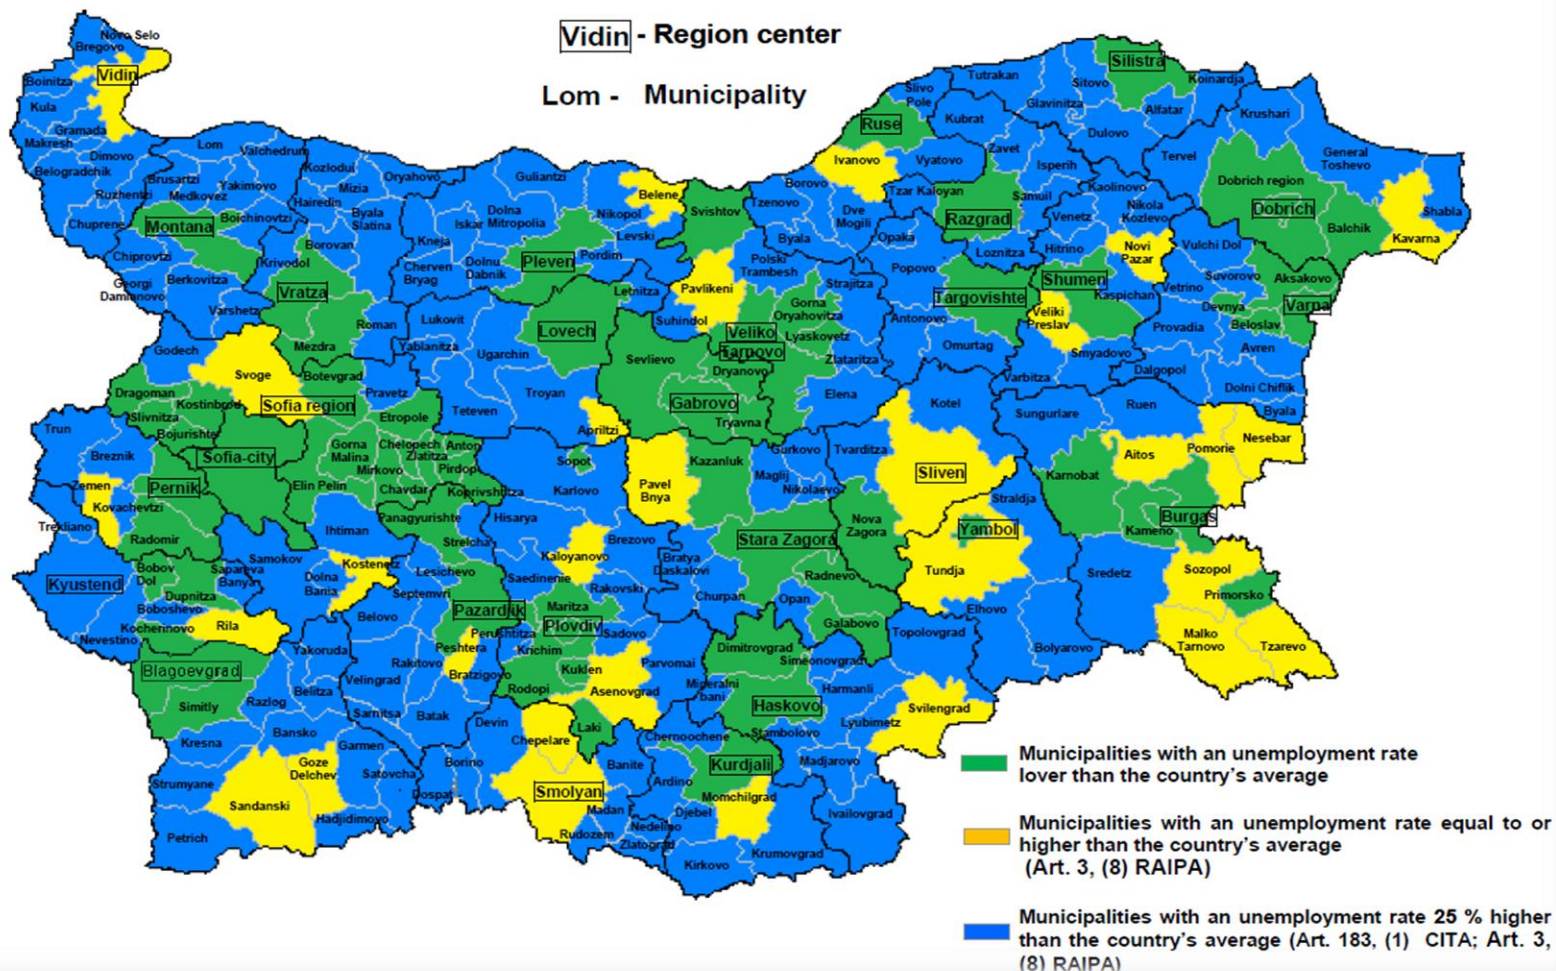 Vidin - Region center
Lom - Municipality
Novo Selo
Bregovo
Vidin
Boinitza
Kula
Gramada
Makresh
Dimovo
Belogradchik
Ruzhentzi
Chuprene
Lom
Valchedrum
Brusartzi
Medkovez
Yakimovo
Montana
Boichinovtzi
Chiprovtzi
Georgi
Damianovo
Berkovitza
Varshetz
Kozlodui
Mizia
Hairedin
Oryahovo
Byala
Slatina
Borovan
Krivodol
Vratza
Roman
Mezdra
Guliantzi
Dolna
Iskar Mitropolia
Kneja
Cherven
Bryag
Dolnu
Dabnik
Pleven
Pordim
Nikopol
Levski
Belene
Letnitza
Lovech
Lukovit
Yablanitza
Ugarchin
Troyan
Teteven
Apriltzi
Svishtov
Pavlikeni
Suhindol
Polski
Trambesh
Strajitza
Gorna
Oryahovitza
Lyaskovetz
Veliko
Tarnovo
Zlataritza
Elena
Sevlievo
Dryanovo
Gabrovo
Tryavna
Ruse
Slivo
Pole
Ivanovo
Vyatovo
Borovo
Tzenovo
Dve
Mogili
Byala
Tutrakan
Silistra
Sitovo
Koinardja
Glavinitza
Alfatar
Dulovo
Kubrat
Zavet
Isperih
Tzar Kaloyan
Razgrad
Samuil
Loznitza
Opaka
Popovo
Targovishte
Antonovo
Omurtag
Kaolinovo
Nikola
Kozlevo
Venetz
Hitrino
Novi
Pazar
Shumen
Kaspichan
Veliki
Preslav
Smyadovo
Varbitza
Krushari
General
Toshevo
Tervel
Dobrich region
Dobrich
Balchik
Shabla
Kavarna
Vulchi Dol
Suvorovo
Vetrino
Aksakovo
Devnya
Varna
Beloslav
Provadia
Avren
Dalgopol
Dolni Chiflik
Byala
Godech
Svoge
Dragoman
Slivnitza
Kostinbrod
Bojurishte
Botevgrad
Pravetz
Sofia region
Etropole
Sofia-city
Gorna
Malina
Chelopech
Anton
Zlatitza
Mirkovo
Pirdop
Elin Pelin
Chavdar
Koprivshtitza
Ihtiman
Samokov
Dolna
Bania
Kostenetz
Trun
Breznik
Zemen
Pernik
Kovachevtzi
Radomir
Trekliano
Kyustend
Bobov
Dol
Sapareva
Banya
Dupnitza
Boboshevo
Kochennovo
Rila
Nevestino
Blagoevgrad
Simitly
Yakoruda
Belitza
Razlog
Bansko
Kresna
Strumyane
Sandanski
Petrich
Goze
Delchev
Garmen
Satovcha
Hadjidimovo
Panagyurishte
Strelcha
Lesichevo
Septemvri
Pazardjik
Belovo
Peshtera
Bratzigovo
Rakitovo
Velingrad
Sarnitsa
Batak
Sopot
Karlovo
Hisarya
Kaloyanovo
Brezovo
Saedinenie
Rakovski
Maritza
Plovdiv
Perushtitza
Krichim
Sadovo
Kuklen
Rodopi
Asenovgrad
Parvomai
Laki
Devin
Chepelare
Borino
Dospat
Smolyan
Banite
Madan
Rudozem
Nedelino
Zlatograd
Pavel
Bnya
Kazanluk
Maglij
Gurkovo
Nikolaevo
Stara Zagora
Bratya
Daskalovi
Churpan
Opan
Radnevo
Galabovo
Tvarditza
Kotel
Sliven
Nova
Zagora
Yambol
Straldja
Tundja
Elhovo
Topolovgrad
Bolyarovo
Sungurlare
Ruen
Karnobat
Aitos
Pomorie
Nesebar
Burgas
Kameno
Sredetz
Sozopol
Primorsko
Malko
Tarnovo
Tzarevo
Dimitrovgrad
Simeonovgrad
Mineralni
bani
Haskovo
Harmanli
Lyubimetz
Svilengrad
Stambolovo
Madjarovo
Ivailovgrad
Chernoochene
Kurdjali
Ardino
Momchilgrad
Djebel
Krumovgrad
Kirkovo
Municipalities with an unemployment rate
lover than the country's average
Municipalities with an unemployment rate equal to or
higher than the country's average
(Art. 3, (8) RAIPA)
Municipalities with an unemployment rate 25 % higher
than the country's average (Art. 183, (1) CITA; Art. 3,
(8) RAIPA)